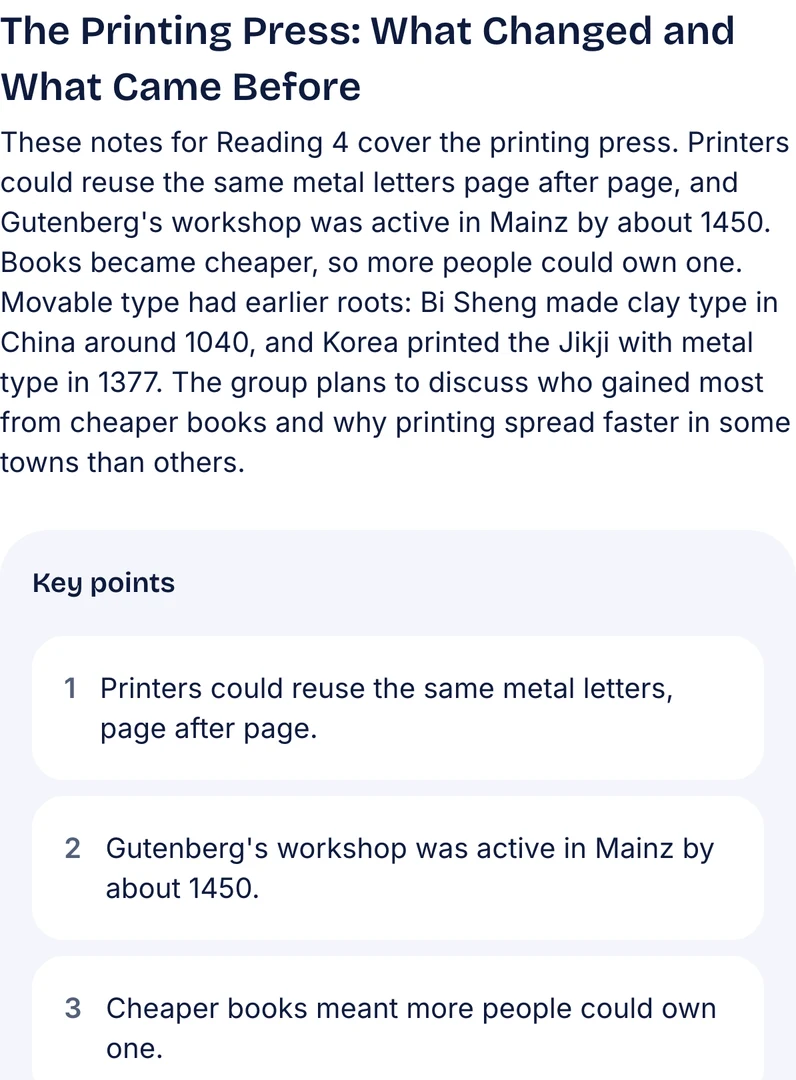 The Printing Press: What Changed and
What Came Before
These notes for Reading 4 cover the printing press. Printers
could reuse the same metal letters page after page, and
Gutenberg's workshop was active in Mainz by about 1450.
Books became cheaper, so more people could own one.
Movable type had earlier roots: Bi Sheng made clay type in
China around 1040, and Korea printed the Jikji with metal
type in 1377. The group plans to discuss who gained most
from cheaper books and why printing spread faster in some
towns than others.
Key points
1 Printers could reuse the same metal letters,
page after page.
2 Gutenberg's workshop was active in Mainz by
about 1450.
3 Cheaper books meant more people could own
one.